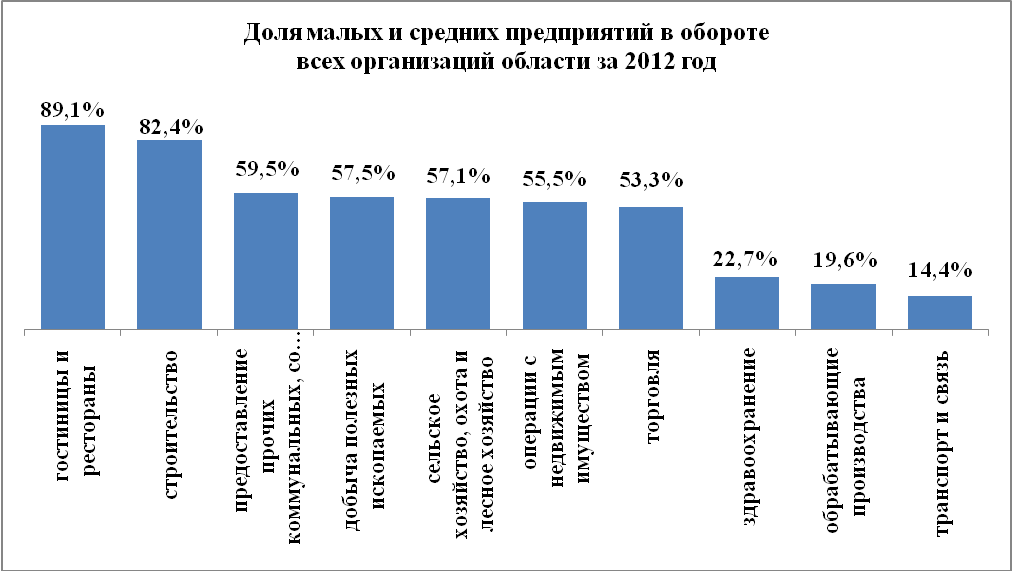 Доля малых и средних предприятий в обороте
всех организаций области за 2012 год
89,1%
82,4%
59,5%
57,5%
57,1%
55,5%
53,3%
22,7%
19,6%
14,4%
гостиницы и
рестораны
строительство
предоставление
прочих
коммунальных, со…
добыча полезных
ископаемых
сельское
хозяйство, охота и
лесное хозяйство
операции с
недвижимым
имуществом
торговля
здравоохранение
обрабатывающие
производства
транспорт и связь